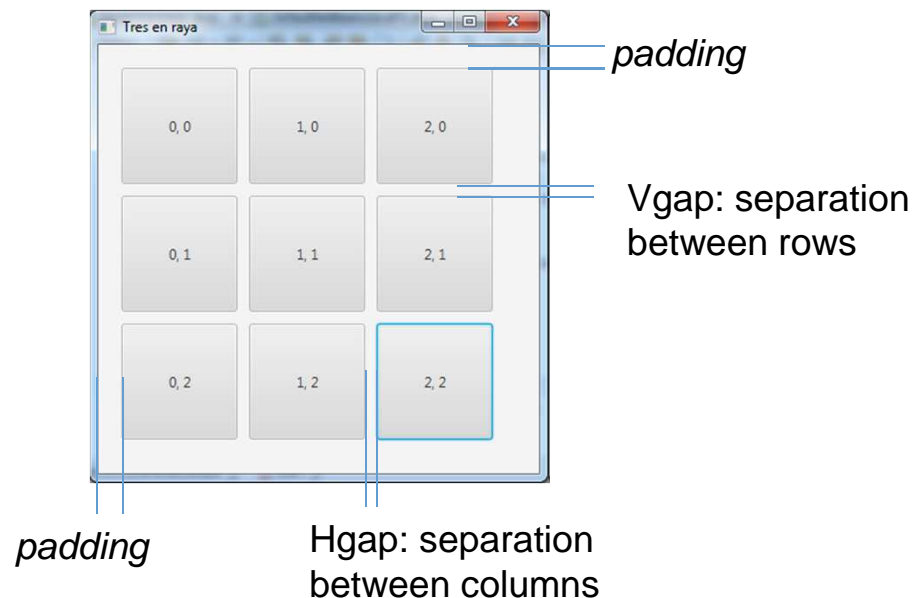 Tres en raya
padding
0, 0 1, 0 2, 0
Vgap: separation
between rows
0, 1 1, 1 2, 1
0, 2 1, 2 2, 2
padding
Hgap: separation
between columns